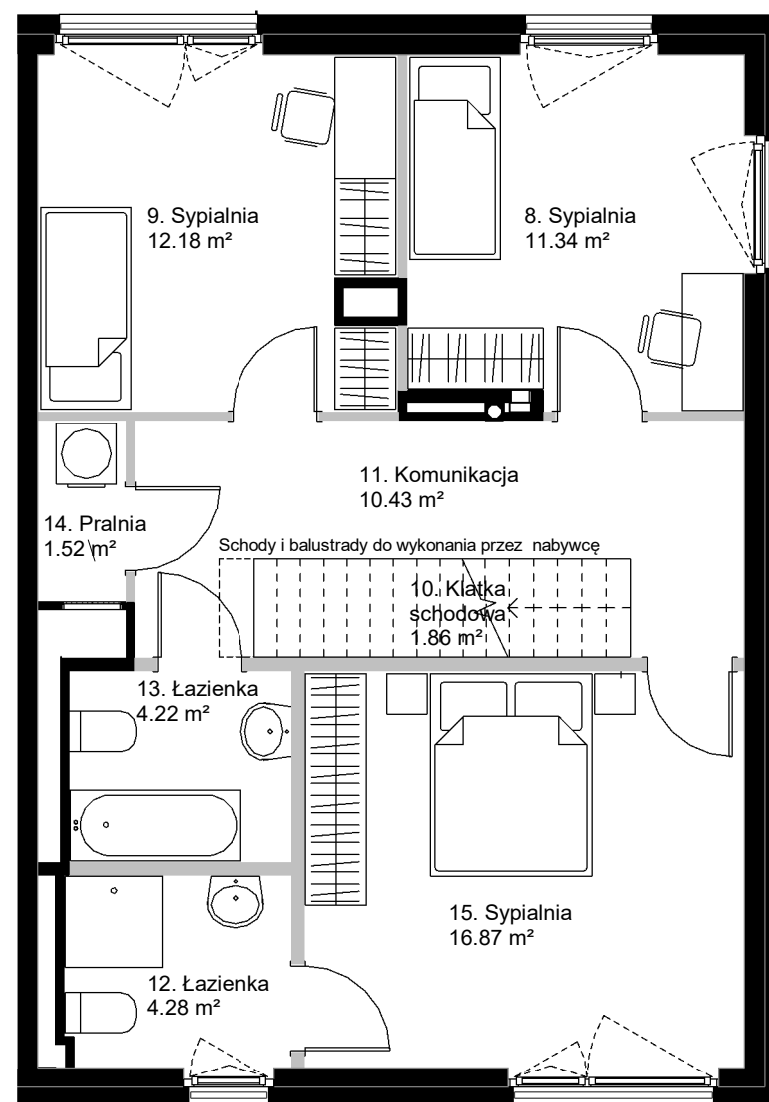 9. Sypialnia
12.18 m²
8. Sypialnia
11.34 m²
11. Komunikacja
10.43 m²
14. Pralnia
1.52 m²
Schody i balustrady do wykonania przez nabywcę
10. Klatka
schodowa
1.86 m²
13. Łazienka
4.22 m²
15. Sypialnia
16.87 m²
12. Łazienka
4.28 m²